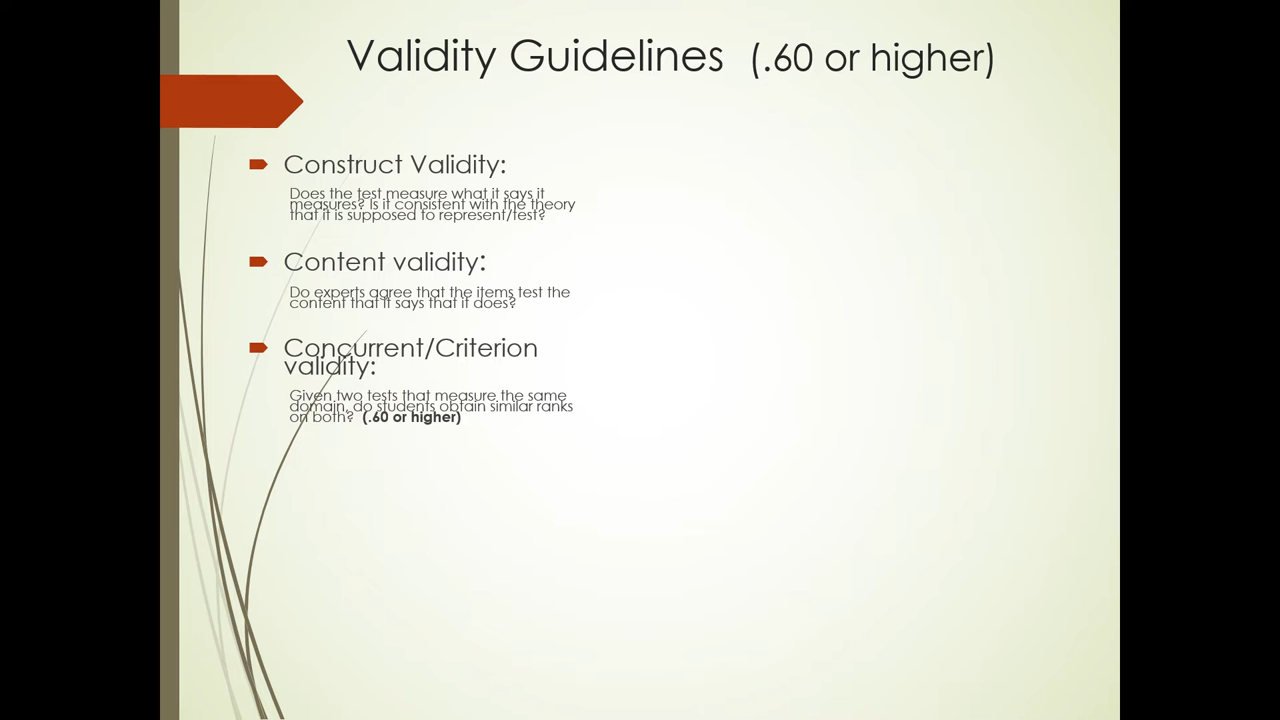 Validity Guidelines (.60 or higher)
Construct Validity:
Does the test measure what it says it
measures? Is it consistent with the theory
that it is supposed to represent/test?
Content validity:
Do experts agree that the items test the
content that it says that it does?
Concurrent/Criterion
validity:
Given two tests that measure the same
domain, do students obtain similar ranks
on both? (.60 or higher)